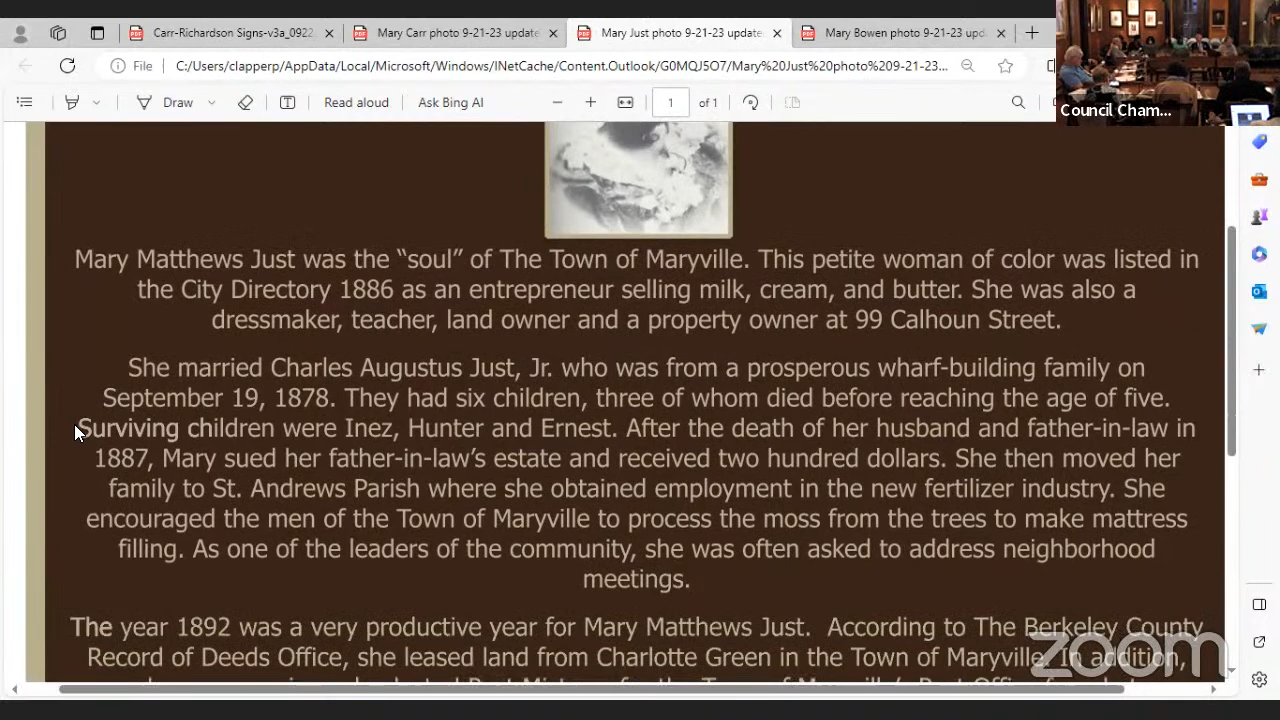 Carr-Richardson Signs-v3a_0922
Mary Carr photo 9-21-23 update
Mary Just photo 9-21-23 update
Mary Bowen photo 9-21-23 upd
File
C:/Users/clapperp/AppData/Local/Microsoft/Windows/INetCache/Content.Outlook/G0MQJ5O7/Mary%20Just%20photo%209-21-23...
Draw
Read aloud
Ask Bing AI
1 of 1
Council Cham...
Mary Matthews Just was the “soul” of The Town of Maryville. This petite woman of color was listed in
the City Directory 1886 as an entrepreneur selling milk, cream, and butter. She was also a
dressmaker, teacher, land owner and a property owner at 99 Calhoun Street.
She married Charles Augustus Just, Jr. who was from a prosperous wharf-building family on
September 19, 1878. They had six children, three of whom died before reaching the age of five.
Surviving children were Inez, Hunter and Ernest. After the death of her husband and father-in-law in
1887, Mary sued her father-in-law’s estate and received two hundred dollars. She then moved her
family to St. Andrews Parish where she obtained employment in the new fertilizer industry. She
encouraged the men of the Town of Maryville to process the moss from the trees to make mattress
filling. As one of the leaders of the community, she was often asked to address neighborhood
meetings.
The year 1892 was a very productive year for Mary Matthews Just. According to The Berkeley County
Record of Deeds Office, she leased land from Charlotte Green in the Town of Maryville. In addition,
zoom